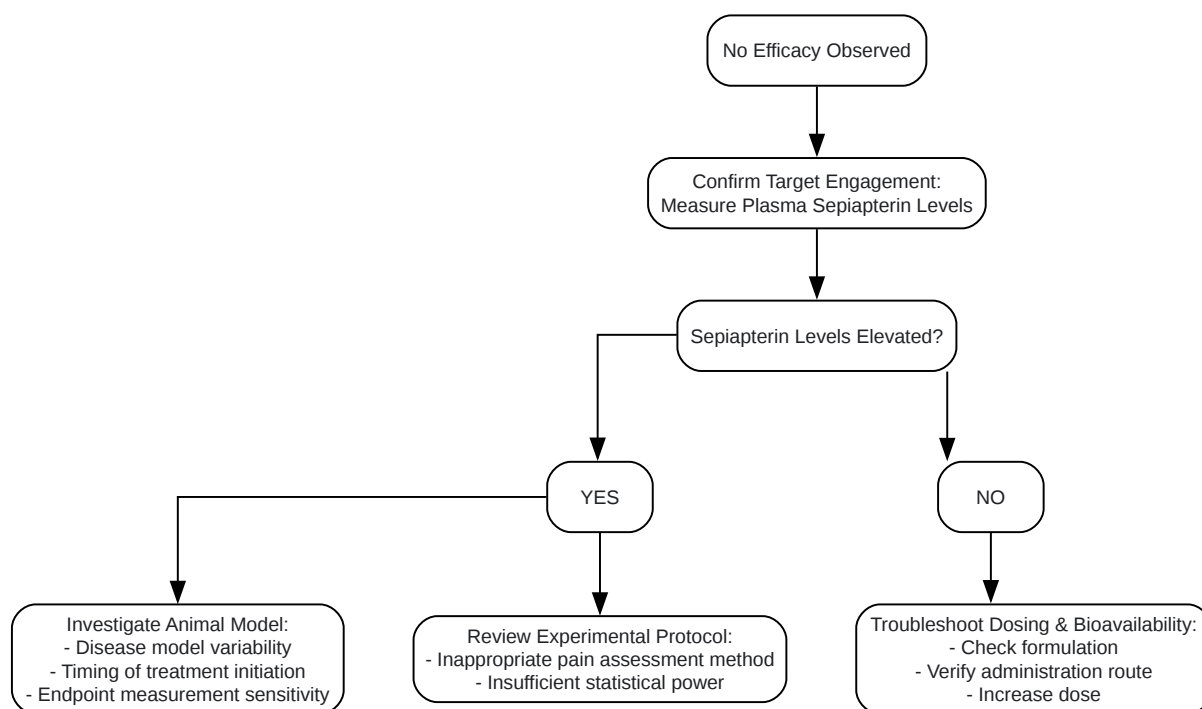 No Efficacy Observed
Confirm Target Engagement:
Measure Plasma Sepiapterin Levels
Sepiapterin Levels Elevated?
YES
NO
Investigate Animal Model:
- Disease model variability
- Timing of treatment initiation
- Endpoint measurement sensitivity
Review Experimental Protocol:
- Inappropriate pain assessment method
- Insufficient statistical power
Troubleshoot Dosing & Bioavailability:
- Check formulation
- Verify administration route
- Increase dose